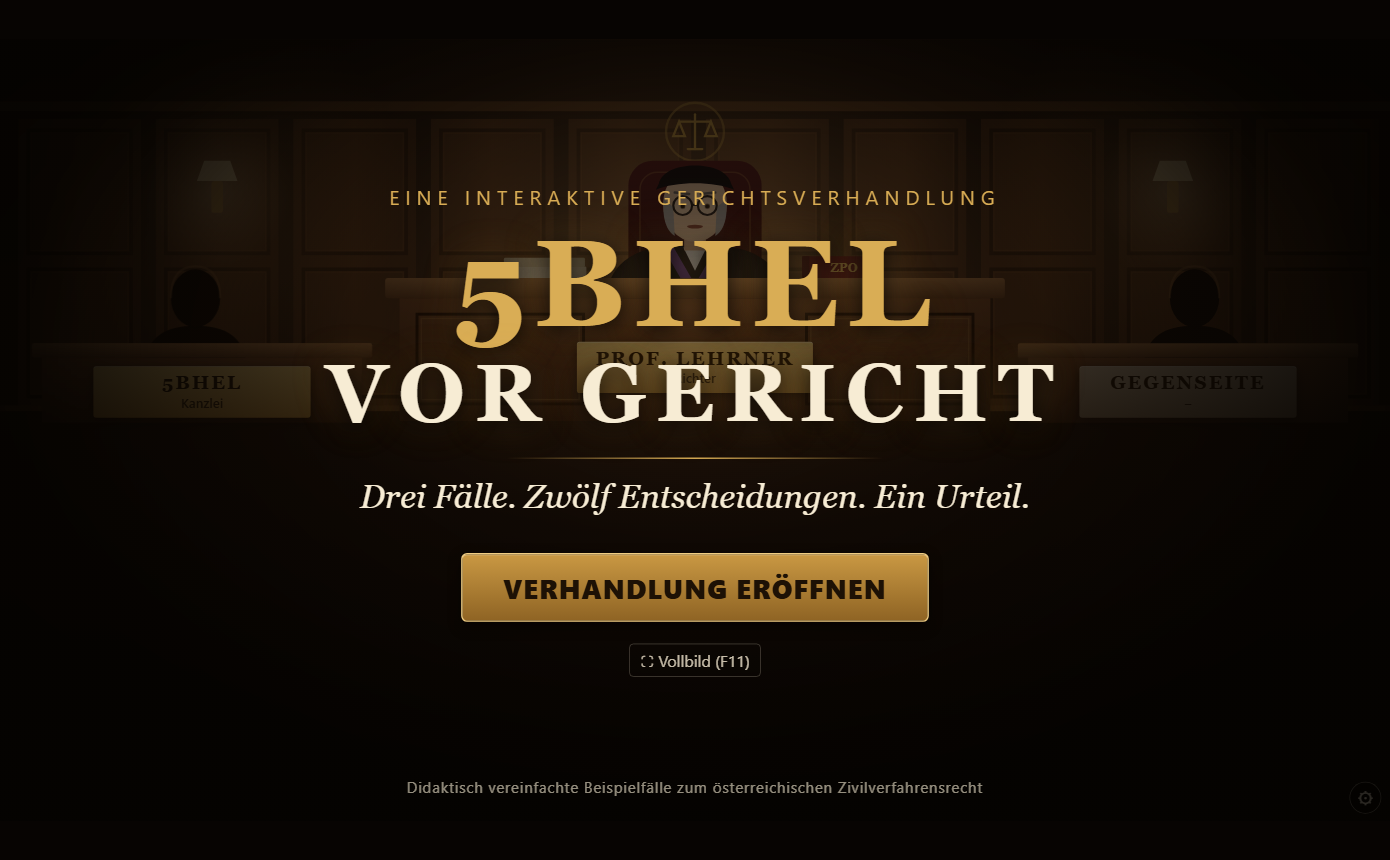 EINE INTERAKTIVE GERICHTSVERHANDLUNG
5BHEL
ZPO
PROF. LEHRNER
VOR GERICHT
5BHEL
Kanzlei
GEGENSEITE
Drei Fälle. Zwölf Entscheidungen. Ein Urteil.
VERHANDLUNG ERÖFFNEN
Vollbild (F11)
Didaktisch vereinfachte Beispielfälle zum österreichischen Zivilverfahrensrecht